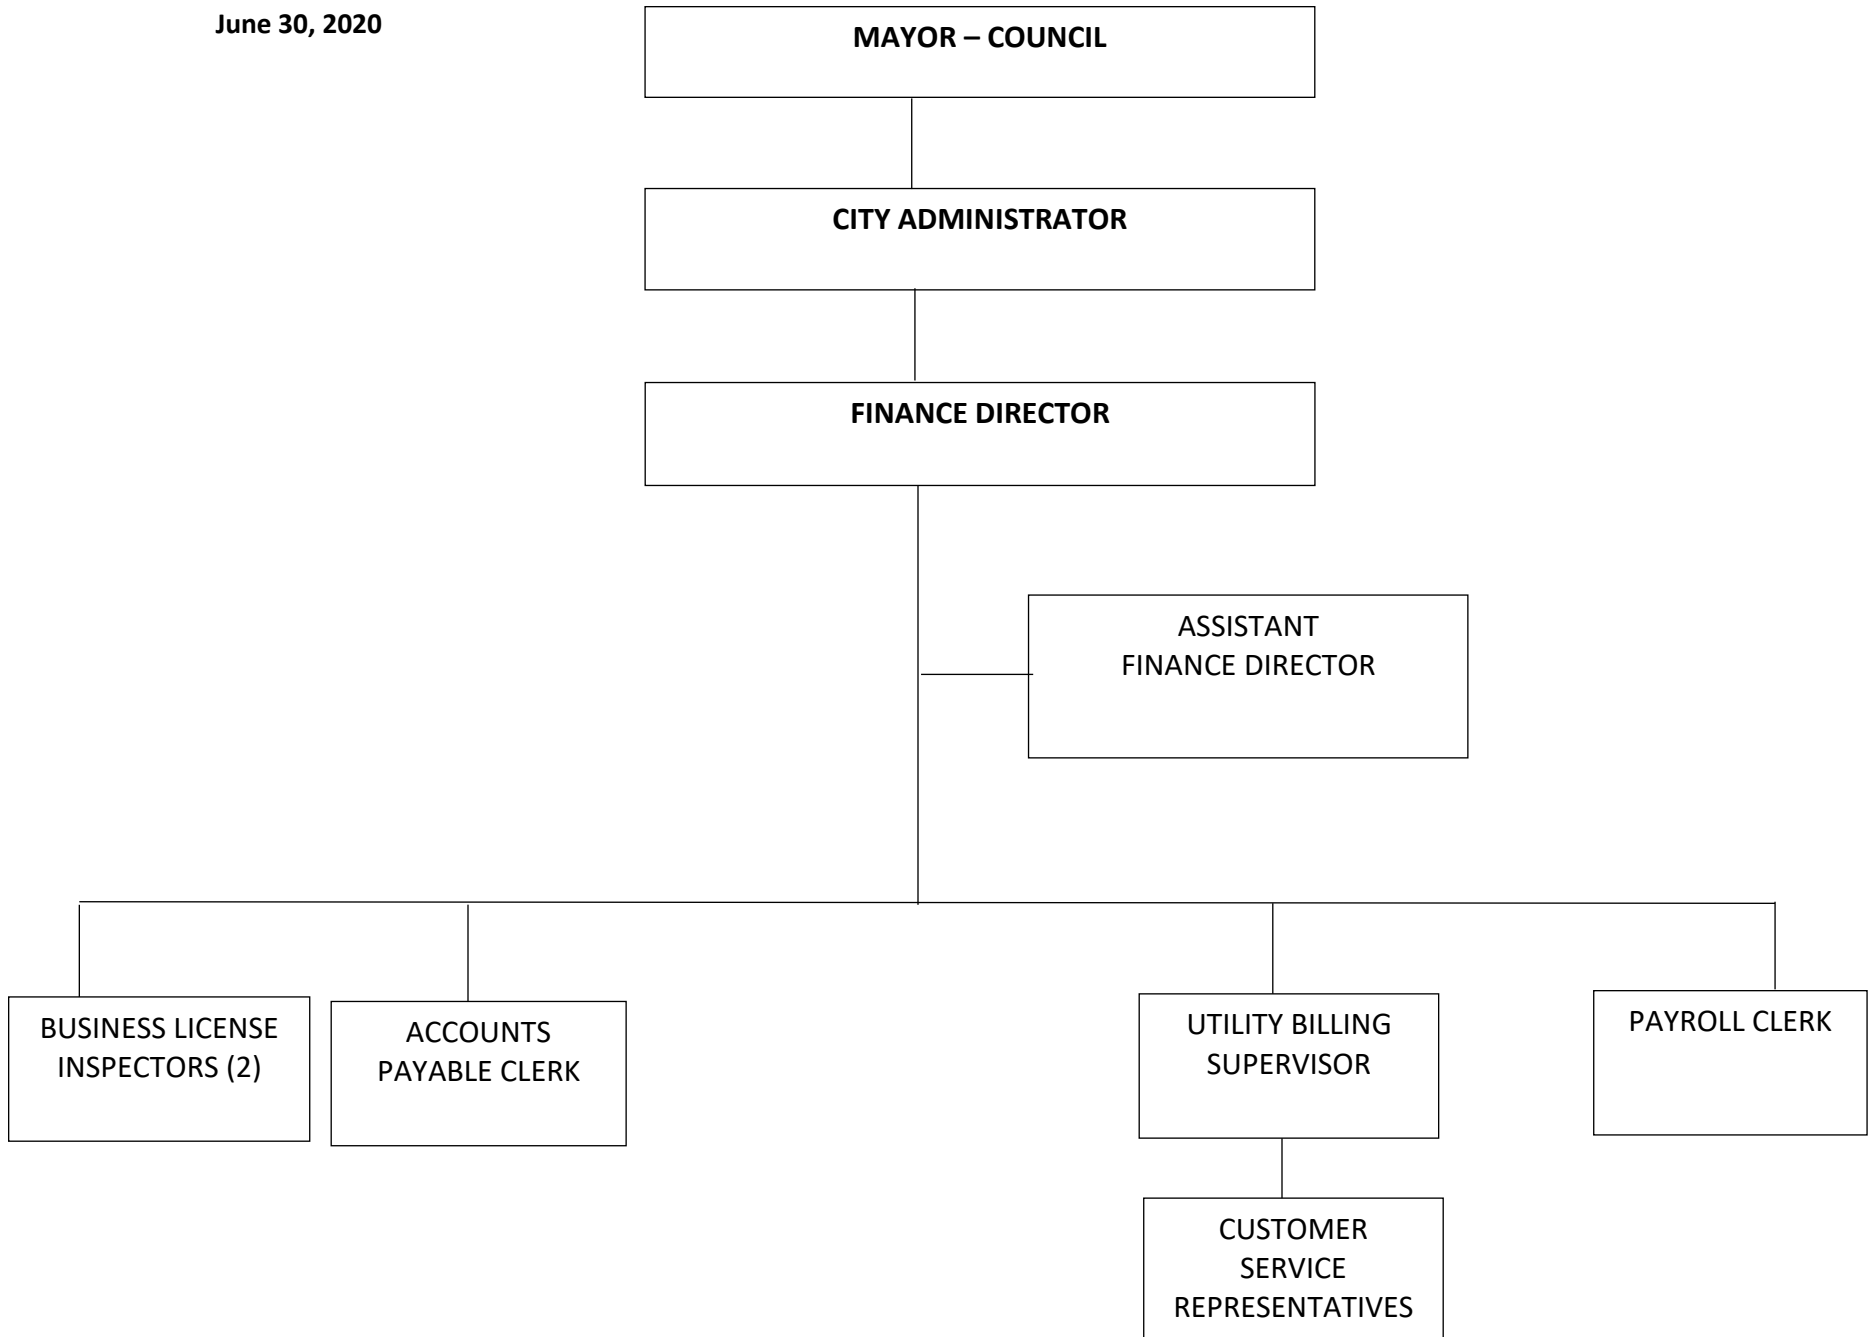 June 30, 2020
MAYOR – COUNCIL
CITY ADMINISTRATOR
FINANCE DIRECTOR
ASSISTANT
FINANCE DIRECTOR
BUSINESS LICENSE
INSPECTORS (2)
ACCOUNTS
PAYABLE CLERK
UTILITY BILLING
SUPERVISOR
PAYROLL CLERK
CUSTOMER
SERVICE
REPRESENTATIVES